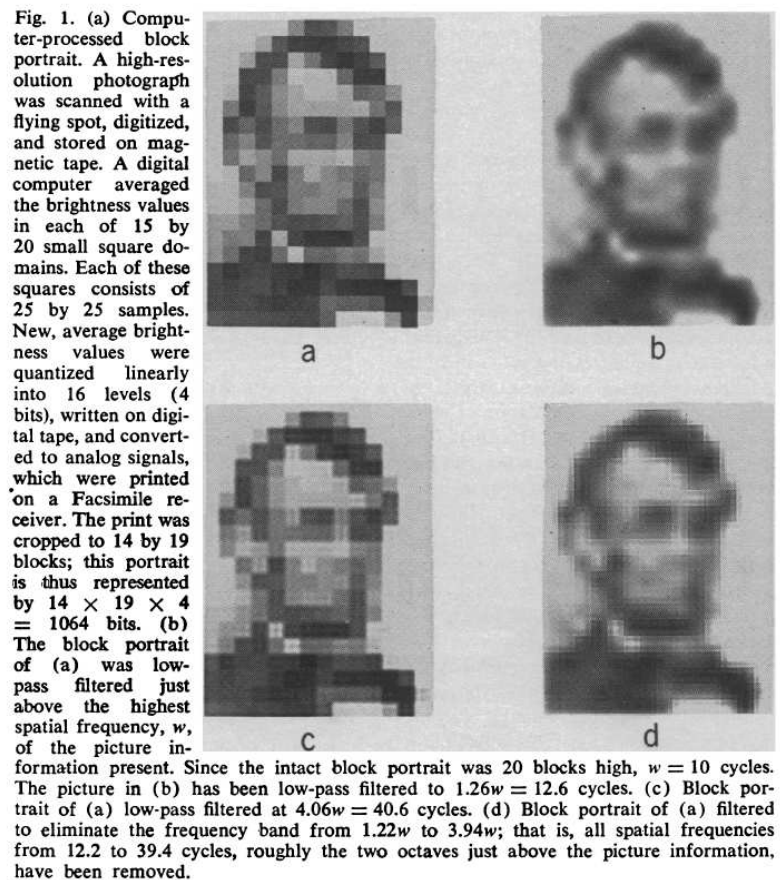 Fig. 1. (a) Compu-
ter-processed block
portrait. A high-res-
olution photograph
was scanned with a
flying spot, digitized,
and stored on mag-
netic tape. A digital
computer averaged
the brightness values
in each of 15 by
20 small square do-
mains. Each of these
squares consists of
25 by 25 samples.
New, average bright-
ness values were
quantized linearly
into 16 levels (4
bits), written on digi-
tal tape, and convert-
ed to analog signals,
which were printed
on a Facsimile re-
ceiver. The print was
cropped to 14 by 19
blocks; this portrait
is thus represented
by 14 × 19 × 4
= 1064 bits. (b)
The block portrait
of (a) was low-
pass filtered just
above the highest
spatial frequency, w,
of the picture in-
a
b
c
d
formation present. Since the intact block portrait was 20 blocks high, w = 10 cycles.
The picture in (b) has been low-pass filtered to 1.26w = 12.6 cycles. (c) Block por-
trait of (a) low-pass filtered at 4.06w = 40.6 cycles. (d) Block portrait of (a) filtered
to eliminate the frequency band from 1.22w to 3.94w; that is, all spatial frequencies
from 12.2 to 39.4 cycles, roughly the two octaves just above the picture information,
have been removed.